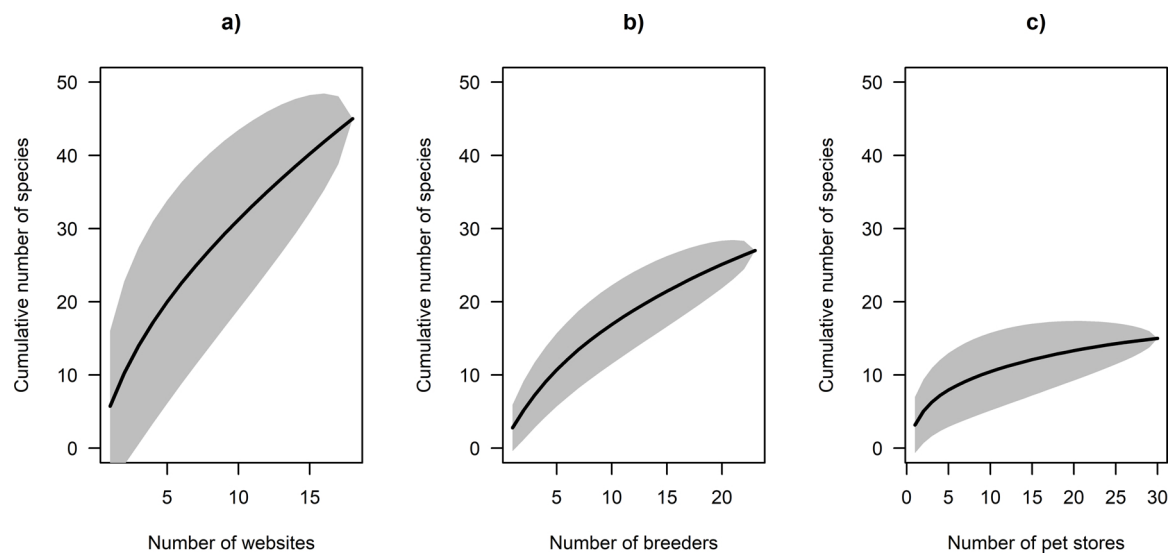 a)
Cumulative number of species
50
40
30
20
10
0
5 10 15
Number of websites
b)
Cumulative number of species
50
40
30
20
10
0
5 10 15 20
Number of breeders
c)
Cumulative number of species
50
40
30
20
10
0
0 5 10 15 20 25 30
Number of pet stores